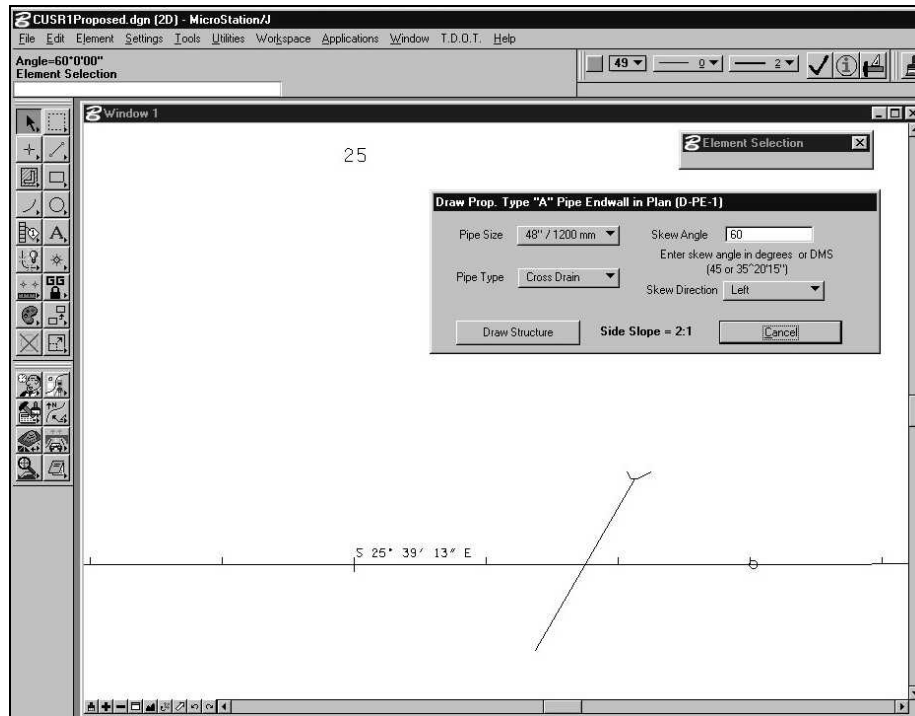 CUSR1Proposed.dgn (2D) - MicroStation/J
File Edit Element Settings Tools Utilities Workspace Applications Window T.D.O.T. Help
Angle=60°0'00"
Element Selection
49 0 2
Window 1
Element Selection
25
Draw Prop. Type "A" Pipe Endwall in Plan (D-PE-1)
Pipe Size 48" / 1200 mm Skew Angle 60
Enter skew angle in degrees or DMS
(45 or 35^20'15")
Pipe Type Cross Drain
Skew Direction Left
Draw Structure Side Slope = 2:1 Cancel
A
GG
S 25° 39' 13" E